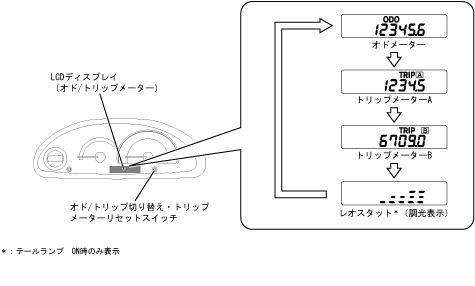 LCDディスプレイ
(オド/トリップメーター)
オド/トリップ切り替え・トリップ
メーターリセットスイッチ
ODO
12345.6
オドメーター
TRIP A
1234.5
トリップメーターA
TRIP B
6709.0
トリップメーターB
レオスタット* (調光表示)
*:テールランプ ON時のみ表示